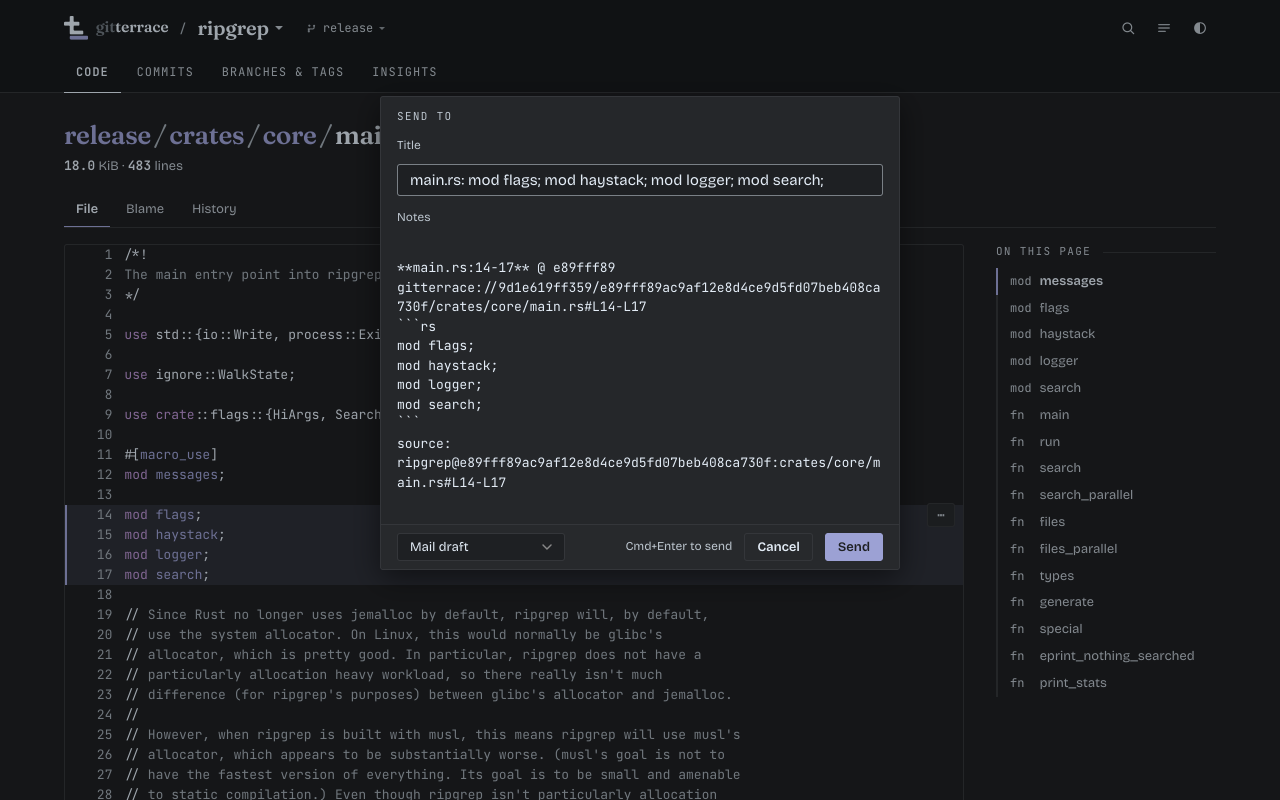 gitterrace / ripgrep release
CODE COMMITS BRANCHES & TAGS INSIGHTS
release/crates/core/mai
18.0 KiB · 483 lines
File Blame History
1 /*!
2 The main entry point into ripgrep
3 */
4
5 use std::{io::Write, process::Exi
6
7 use ignore::WalkState;
8
9 use crate::flags::{HiArgs, Search
10
11 #[macro_use]
12 mod messages;
13
14 mod flags;
15 mod haystack;
16 mod logger;
17 mod search;
18
19 // Since Rust no longer uses jemalloc by default, ripgrep will, by default,
20 // use the system allocator. On Linux, this would normally be glibc's
21 // allocator, which is pretty good. In particular, ripgrep does not have a
22 // particularly allocation heavy workload, so there really isn't much
23 // difference (for ripgrep's purposes) between glibc's allocator and jemalloc.
24 //
25 // However, when ripgrep is built with musl, this means ripgrep will use musl's
26 // allocator, which appears to be substantially worse. (musl's goal is not to
27 // have the fastest version of everything. Its goal is to be small and amenable
28 // to static compilation.) Even though ripgrep isn't particularly allocation
SEND TO
Title
main.rs: mod flags; mod haystack; mod logger; mod search;
Notes
**main.rs:14-17** @ e89fff89
gitterrace://9d1e619ff359/e89fff89ac9af12e8d4ce9d5fd07beb408ca
730f/crates/core/main.rs#L14-L17
```rs
mod flags;
mod haystack;
mod logger;
mod search;
```
source:
ripgrep@e89fff89ac9af12e8d4ce9d5fd07beb408ca730f:crates/core/m
ain.rs#L14-L17
Mail draft Cmd+Enter to send Cancel Send
ON THIS PAGE
mod messages
mod flags
mod haystack
mod logger
mod search
fn main
fn run
fn search
fn search_parallel
fn files
fn files_parallel
fn types
fn generate
fn special
fn eprint_nothing_searched
fn print_stats